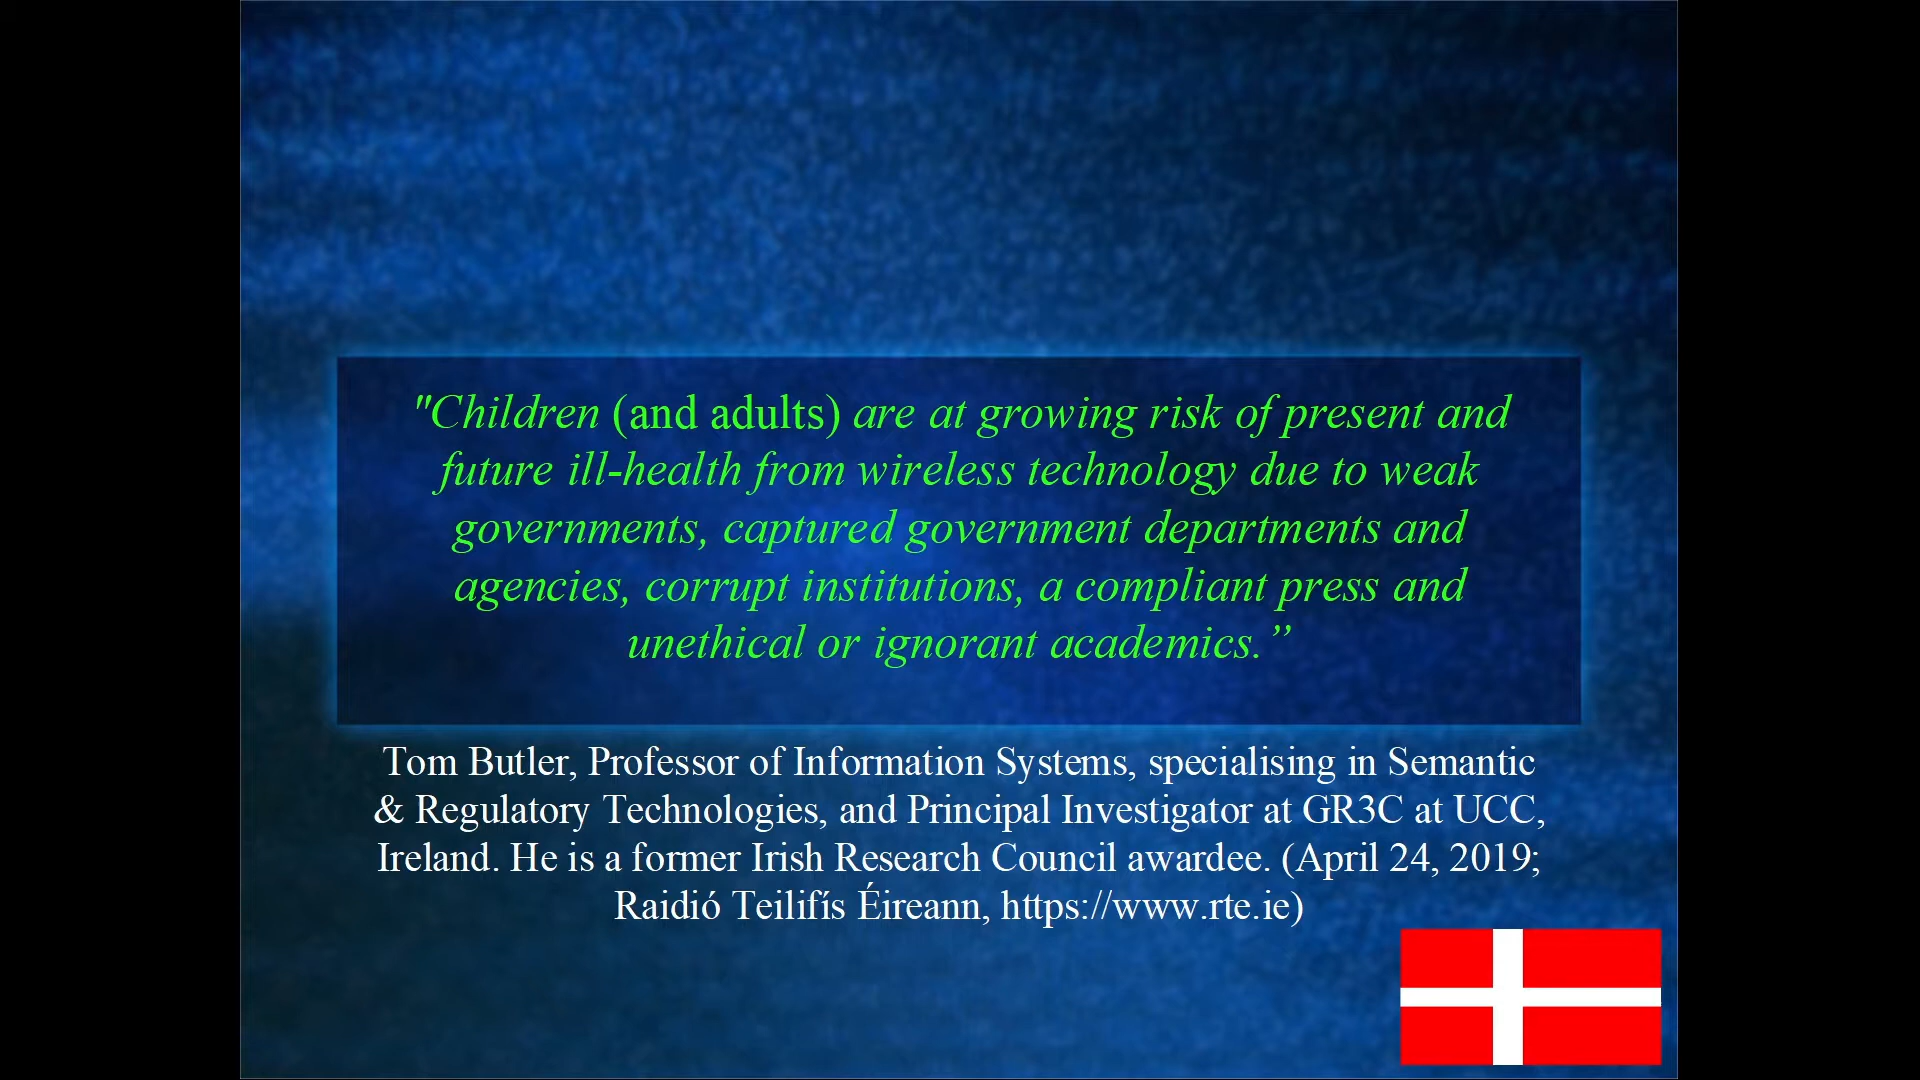 "Children (and adults) are at growing risk of present and
future ill-health from wireless technology due to weak
governments, captured government departments and
agencies, corrupt institutions, a compliant press and
unethical or ignorant academics.”
Tom Butler, Professor of Information Systems, specialising in Semantic
& Regulatory Technologies, and Principal Investigator at GR3C at UCC,
Ireland. He is a former Irish Research Council awardee. (April 24, 2019;
Raidió Teilifís Éireann, https://www.rte.ie)